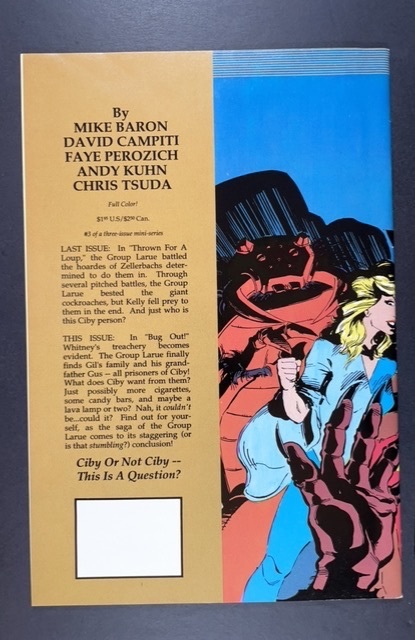 By
MIKE BARON
DAVID CAMPITI
FAYE PEROZICH
ANDY KUHN
CHRIS TSUDA
Full Color!
$1⁹⁵ U.S/$2⁵⁰ Can.
#3 of a three-issue mini-series
LAST ISSUE: In "Thrown For A
Loup," the Group Larue battled
the hoardes of Zellerbachs deter-
mined to do them in. Through
several pitched battles, the Group
Larue bested the giant
cockroaches, but Kelly fell prey to
them in the end. And just who is
this Ciby person?
THIS ISSUE: In "Bug Out!"
Whitney's treachery becomes
evident. The Group Larue finally
finds Gil's family and his grand-
father Gus -- all prisoners of Ciby!
What does Ciby want from them?
Just possibly more cigarettes,
some candy bars, and maybe a
lava lamp or two? Nah, it couldn't
be...could it? Find out for your-
self, as the saga of the Group
Larue comes to its staggering (or
is that stumbling?) conclusion!
Ciby Or Not Ciby --
This Is A Question?